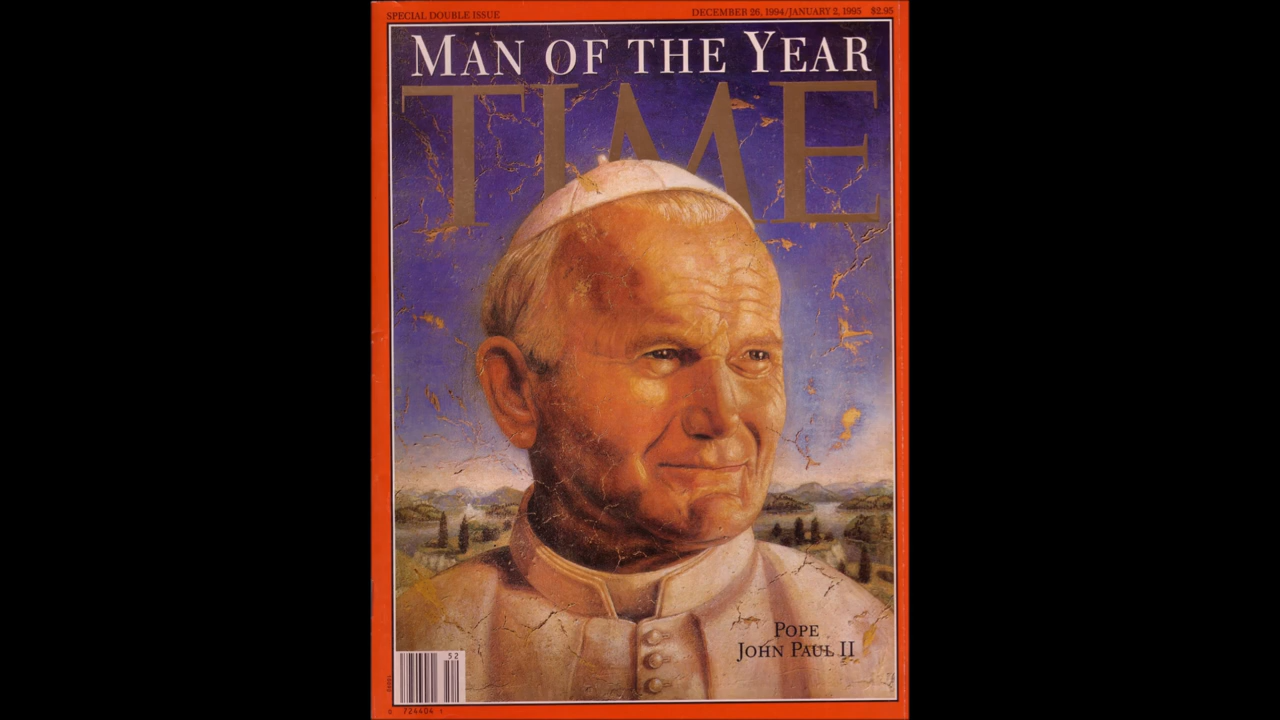 SPECIAL DOUBLE ISSUE
DECEMBER 26, 1994/JANUARY 2, 1995 $2.95
MAN OF THE YEAR
TIME
POPE
JOHN PAUL II
52
724404